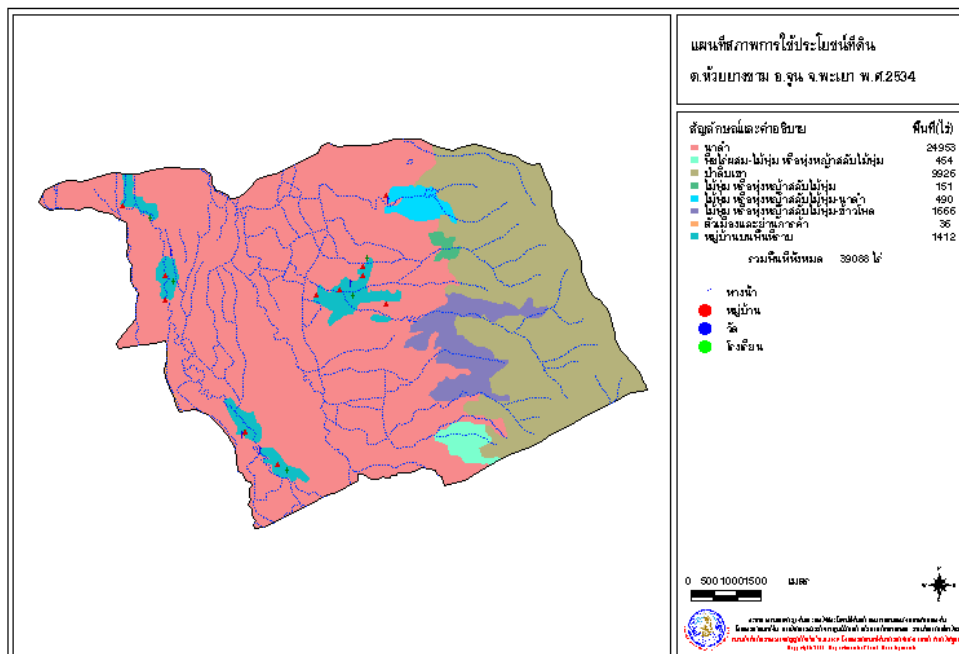 แผนที่สภาพการใช้ประโยชน์ที่ดิน
ต.ห้วยยางขาม อ.จุน จ.พะเยา พ.ศ.2534
สัญลักษณ์และคำอธิบาย พื้นที่(ไร่)
นาดำ 24953
พืชไร่ผสม-ไม้พุ่ม หรือทุ่งหญ้าสลับไม้พุ่ม 454
ป่าดิบเขา 9926
ไม้พุ่ม หรือทุ่งหญ้าสลับไม้พุ่ม 151
ไม้พุ่ม หรือทุ่งหญ้าสลับไม้พุ่ม-นาดำ 490
ไม้พุ่ม หรือทุ่งหญ้าสลับไม้พุ่ม-ข้าวโพด 1666
ตัวเมืองและย่านการค้า 36
หมู่บ้านบนพื้นที่ราบ 1412
รวมพื้นที่ทั้งหมด 39088 ไร่
ทางน้ำ
หมู่บ้าน
วัด
โรงเรียน
0 500 1000 1500 เมตร